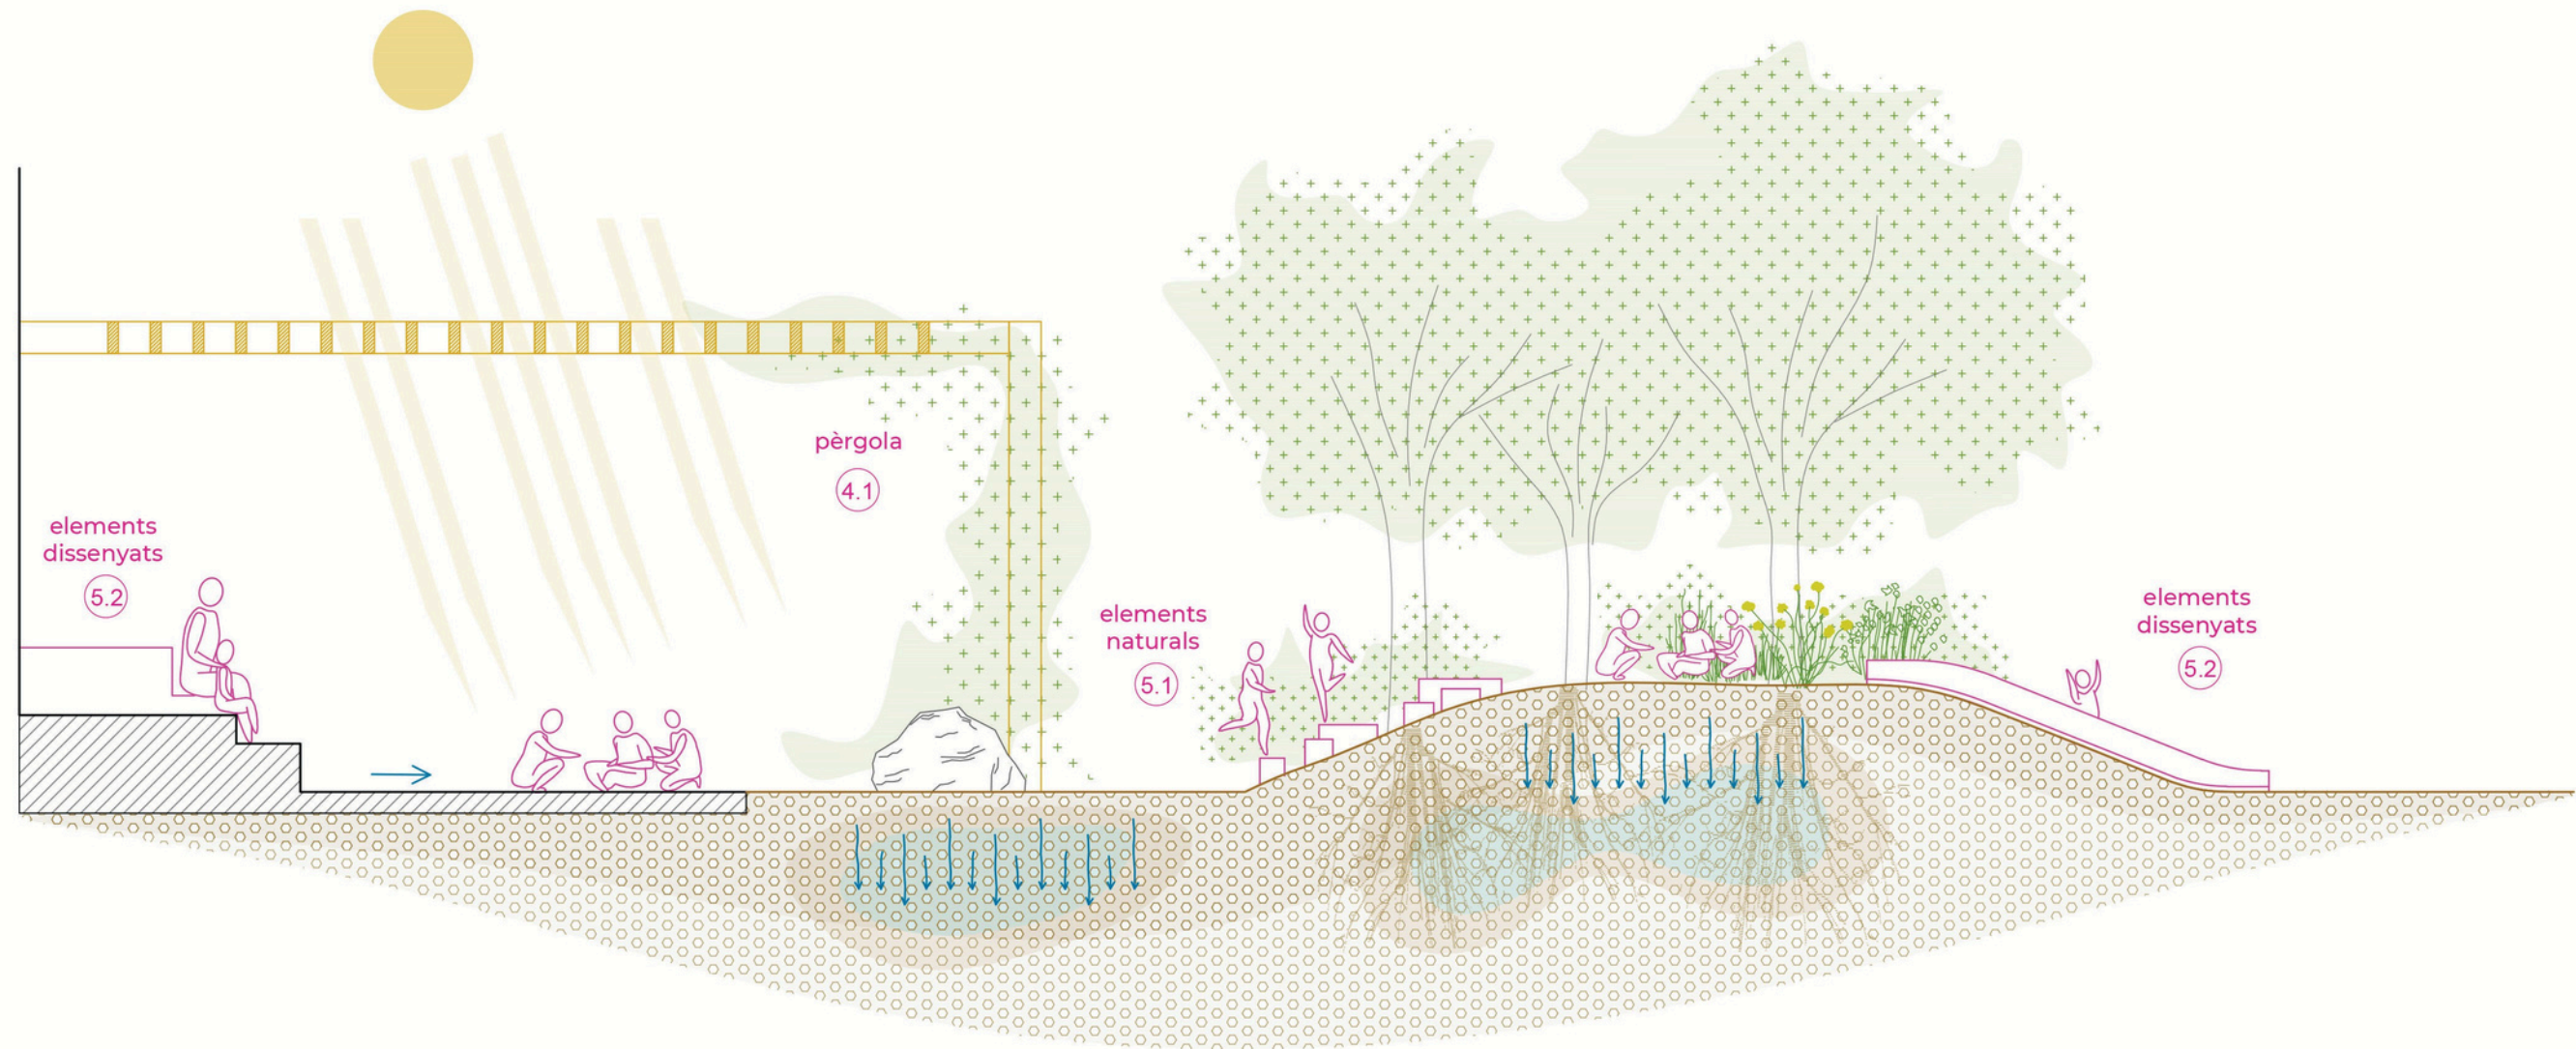 pèrgola
4.1
elements
dissenyats
5.2
elements
naturals
5.1
elements
dissenyats
5.2